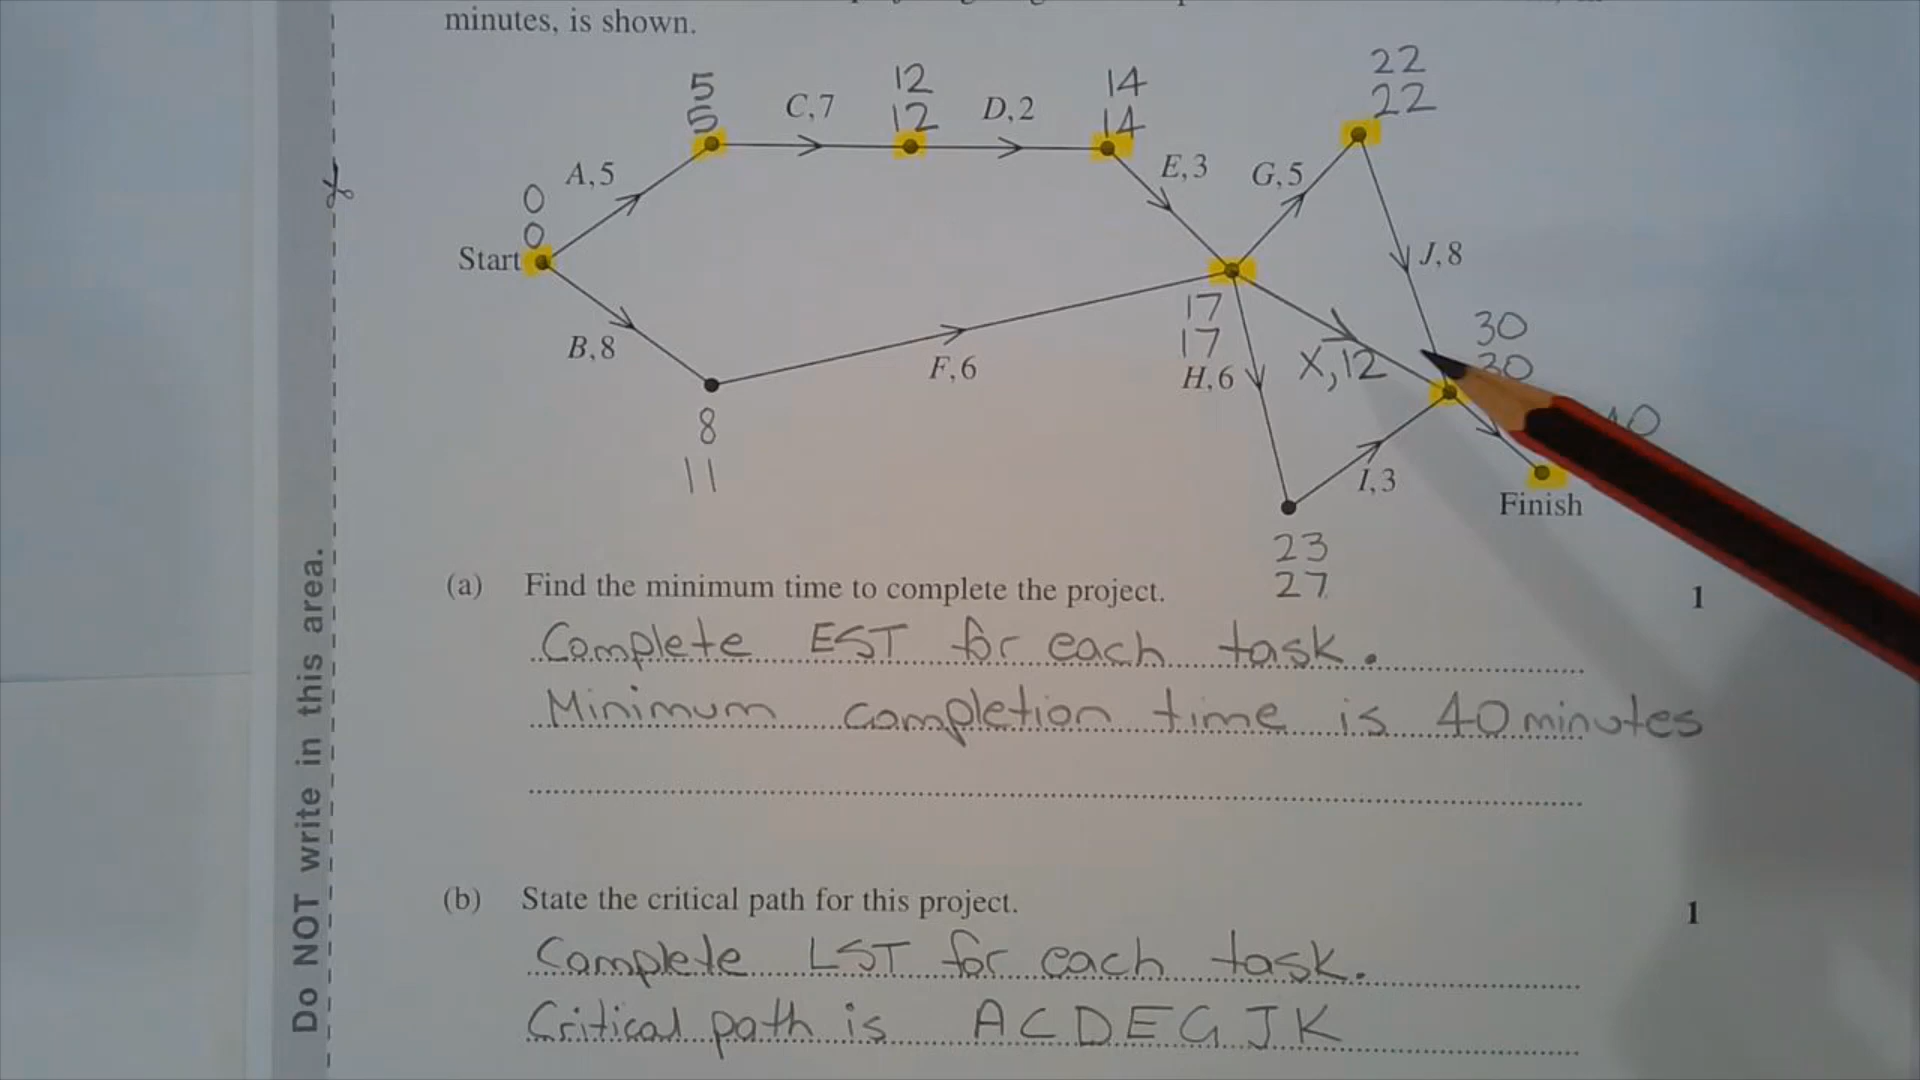 minutes, is shown.
22
5 12 14 22
5 C, 7 12 D, 2 14
A, 5 E, 3 G, 5
0
0
Start J, 8
17 30
B, 8 17 30
F, 6 H, 6 X, 12
8
11 I, 3
Finish
23
(a) Find the minimum time to complete the project. 27 1
Complete EST for each task.
Minimum completion time is 40 minutes
(b) State the critical path for this project. 1
Complete LST for each task.
Critical path is A C D E G J K
Do NOT write in this area.